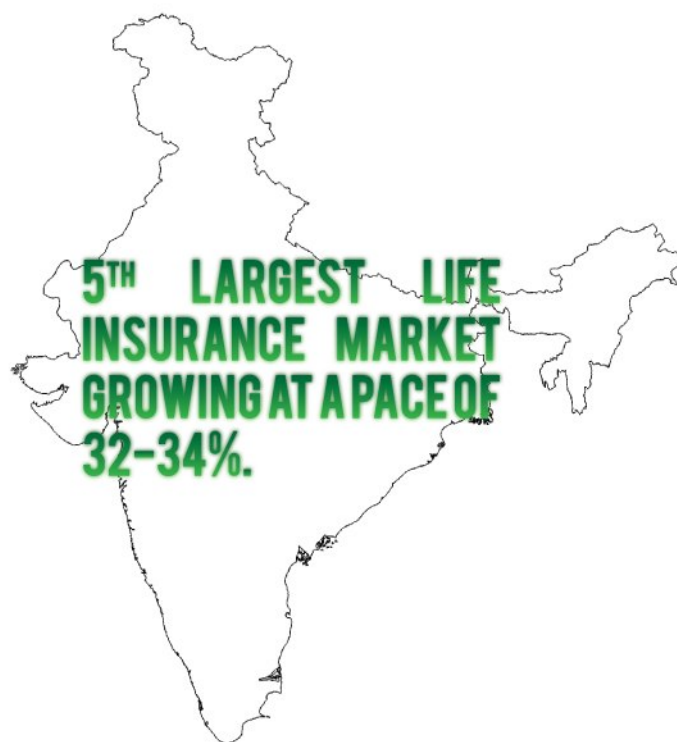 5TH LARGEST LIFE
INSURANCE MARKET
GROWING AT A PACE OF
32-34%.